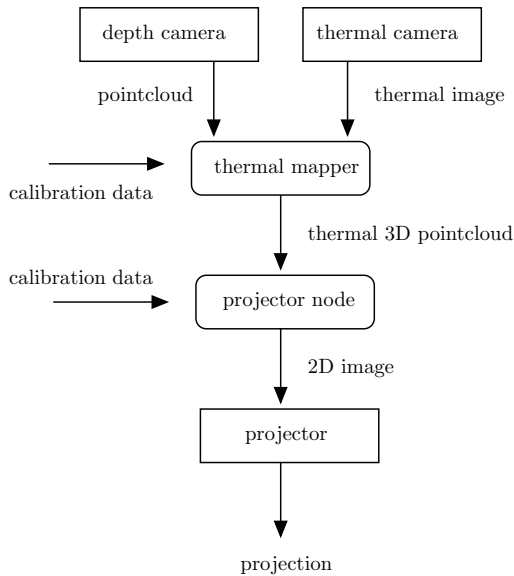 depth camera
thermal camera
pointcloud
thermal image
thermal mapper
calibration data
thermal 3D pointcloud
calibration data
projector node
2D image
projector
projection